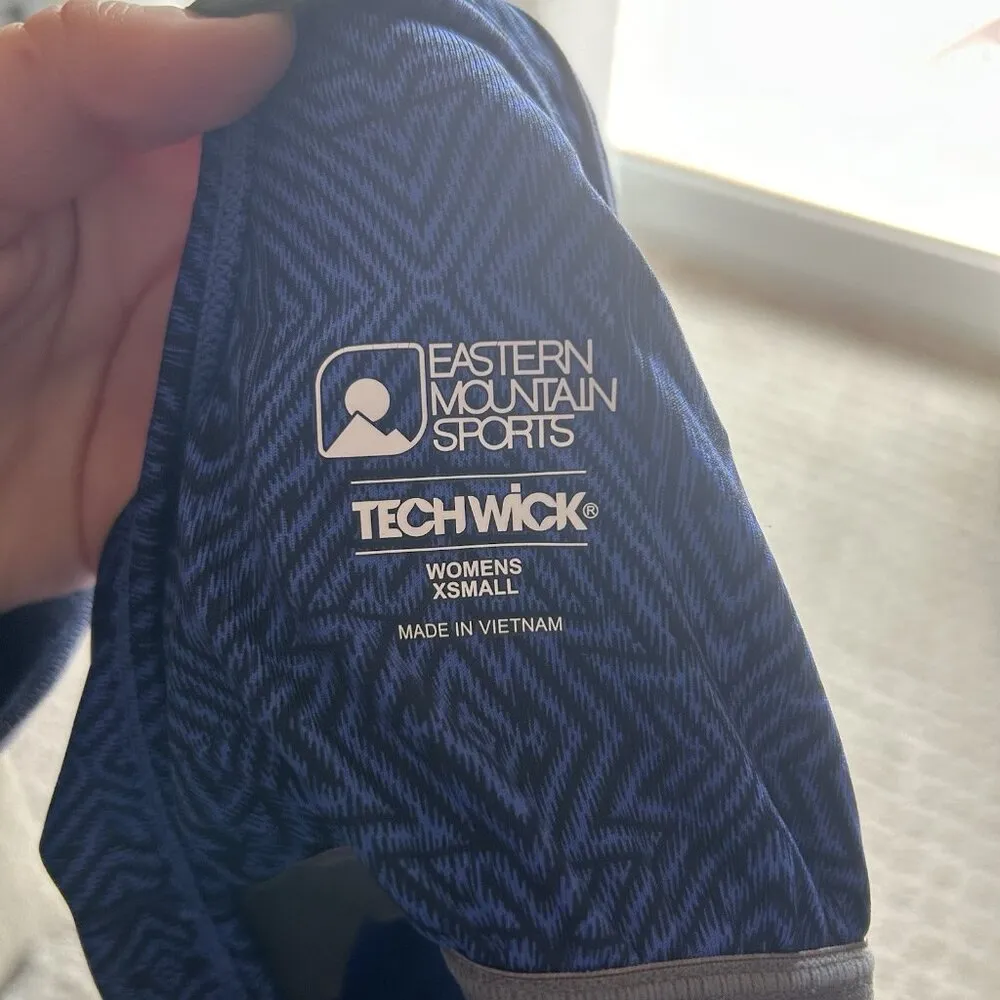 EASTERN
MOUNTAIN
SPORTS
TECHWICK®
WOMENS
XSMALL
MADE IN VIETNAM